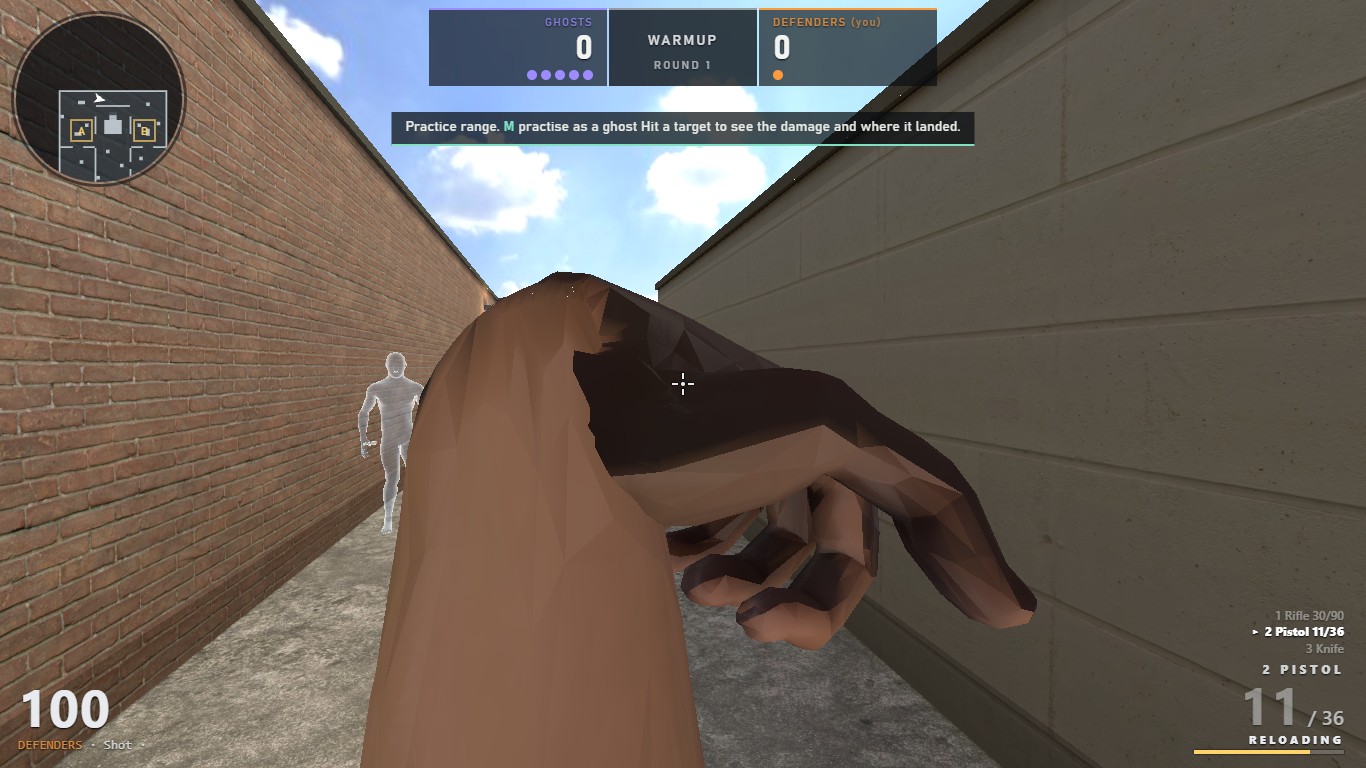 GHOSTS
0
WARMUP
ROUND 1
DEFENDERS (you)
0
Practice range. M practise as a ghost Hit a target to see the damage and where it landed.
A
B
1 Rifle 30/90
▸ 2 Pistol 11/36
3 Knife
2 PISTOL
11 / 36
RELOADING
100
DEFENDERS · Shot ·